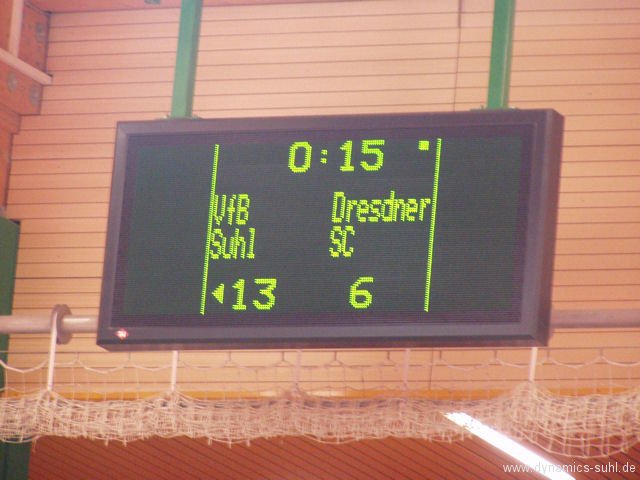 0:15
VfB Dresdner
Suhl SC
13 6
www.dynamics-suhl.de